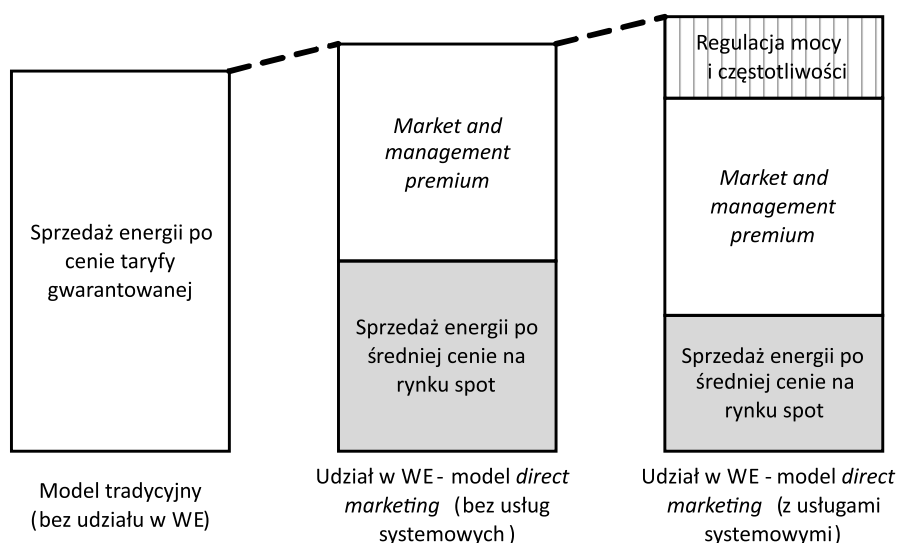 Sprzedaż energii po
cenie taryfy
gwarantowanej
Model tradycyjny
(bez udziału w WE)
Market and
management
premium
Sprzedaż energii po
średniej cenie na
rynku spot
Udział w WE - model direct
marketing (bez usług
systemowych)
Regulacja mocy
i częstotliwości
Market and
management
premium
Sprzedaż energii po
średniej cenie na
rynku spot
Udział w WE - model direct
marketing (z usługami
systemowymi)